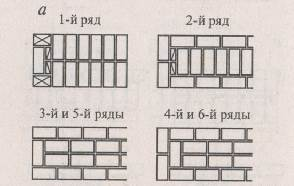 а
1-й ряд
2-й ряд
3-й и 5-й ряды
4-й и 6-й ряды